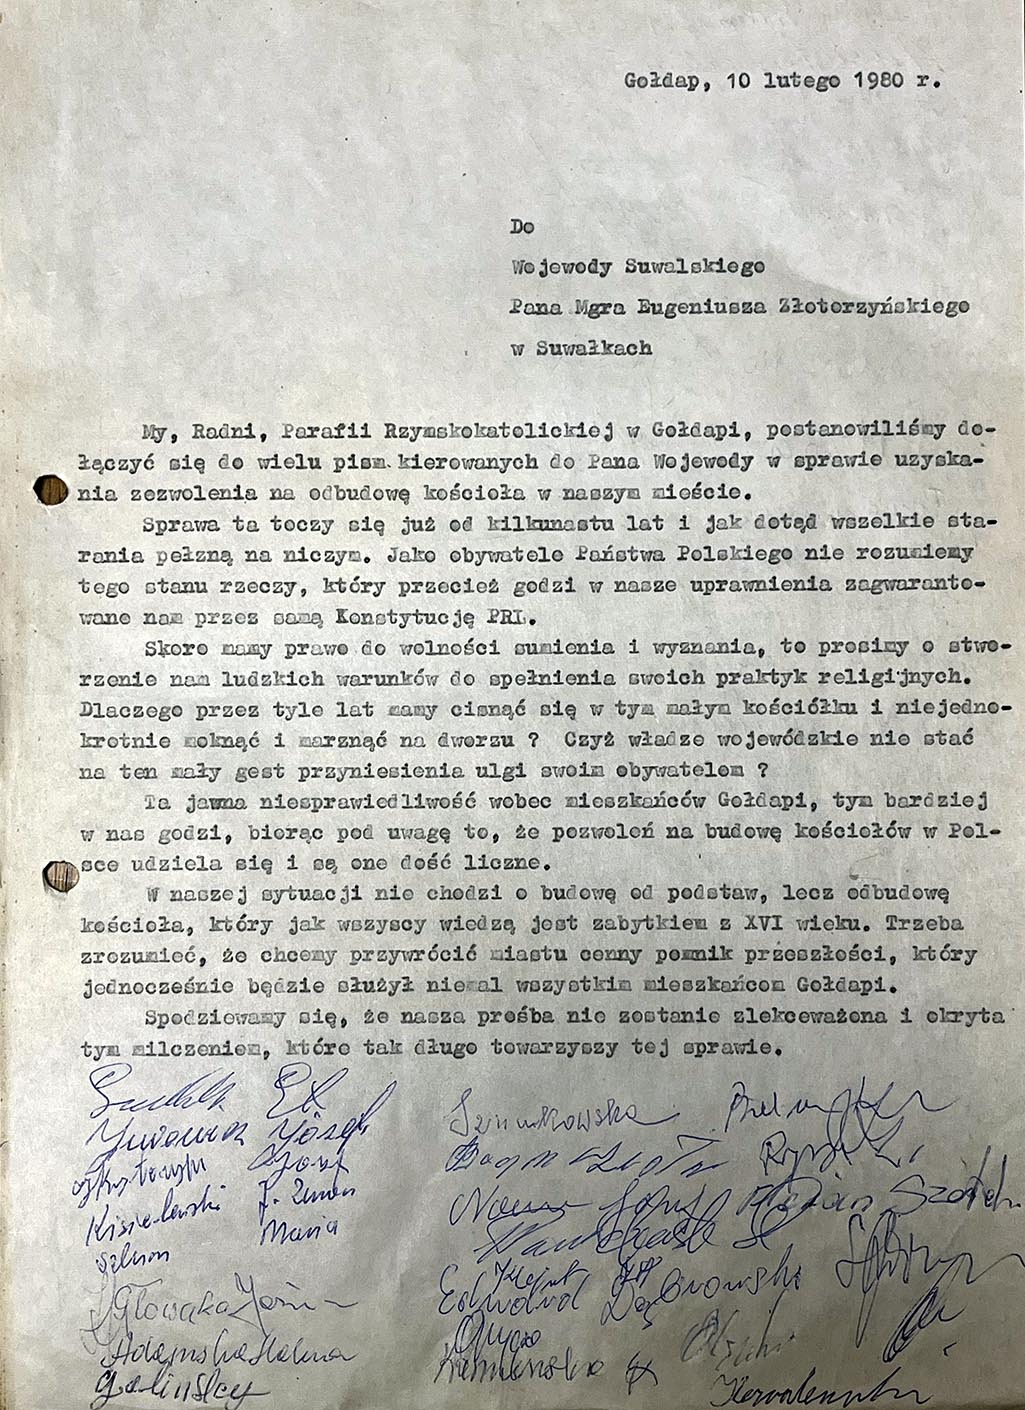 Gołdap, 10 lutego 1980 r.
Do
Wojewody Suwalskiego
Pana Mgra Eugeniusza Złotorzyńskiego
w Suwałkach
My, Radni, Parafii Rzymskokatolickiej w Gołdapi, postanowiliśmy do-
łączyć się do wielu pism kierowanych do Pana Wojewody w sprawie uzyska-
nia zezwolenia na odbudowę kościoła w naszym mieście.
Sprawa ta toczy się już od kilkunastu lat i jak dotąd wszelkie sta-
rania pełzną na niczym. Jako obywatele Państwa Polskiego nie rozumiemy
tego stanu rzeczy, który przecież godzi w nasze uprawnienia zagwaranto-
wane nam przez samą Konstytucję PRL.
Skoro mamy prawo do wolności sumienia i wyznania, to prosimy o stwo-
rzenie nam ludzkich warunków do spełnienia swoich praktyk religijnych.
Dlaczego przez tyle lat mamy cisnąć się w tym małym kościółku i niejedno-
krotnie moknąć i marznąć na dworzu ? Czyż władze wojewódzkie nie stać
na ten mały gest przyniesienia ulgi swoim obywatelom ?
Ta jawna niesprawiedliwość wobec mieszkańców Gołdapi, tym bardziej
w nas godzi, biorąc pod uwagę to, że pozwoleń na budowę kościołów w Pol-
sce udziela się i są one dość liczne.
W naszej sytuacji nie chodzi o budowę od podstaw, lecz odbudowę
kościoła, który jak wszyscy wiedzą jest zabytkiem z XVI wieku. Trzeba
zrozumieć, że chcemy przywrócić miastu cenny pomnik przeszłości, który
jednocześnie będzie służył niemal wszystkim mieszkańcom Gołdapi.
Spodziewamy się, że nasza prośba nie zostanie zlekceważona i okryta
tym milczeniem, które tak długo towarzyszy tej sprawie.
Józef
Józef
Maria
Edward Dąbrowski
Głowacka
Adamska Halina